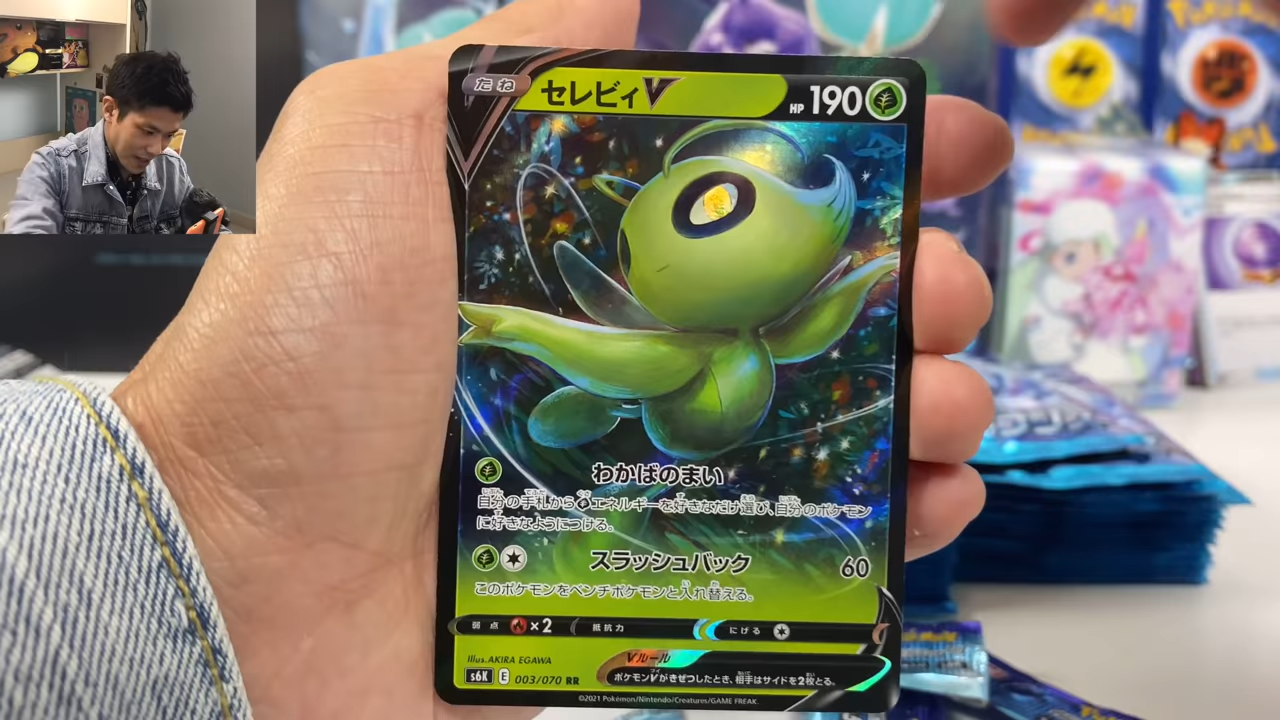 たね セレビィV HP 190
わかばのまい
自分の手札からエネルギーを好きなだけ選び、自分のポケモン
に好きなようにつける。
スラッシュバック 60
このポケモンをベンチポケモンと入れ替える。
弱点 ×2 抵抗力 にげる
Illus. AKIRA EGAWA
Vルール
s6K E 003/070 RR
ポケモンVがきぜつしたとき、相手はサイドを2枚とる。
©2021 Pokémon/Nintendo/Creatures/GAME FREAK.